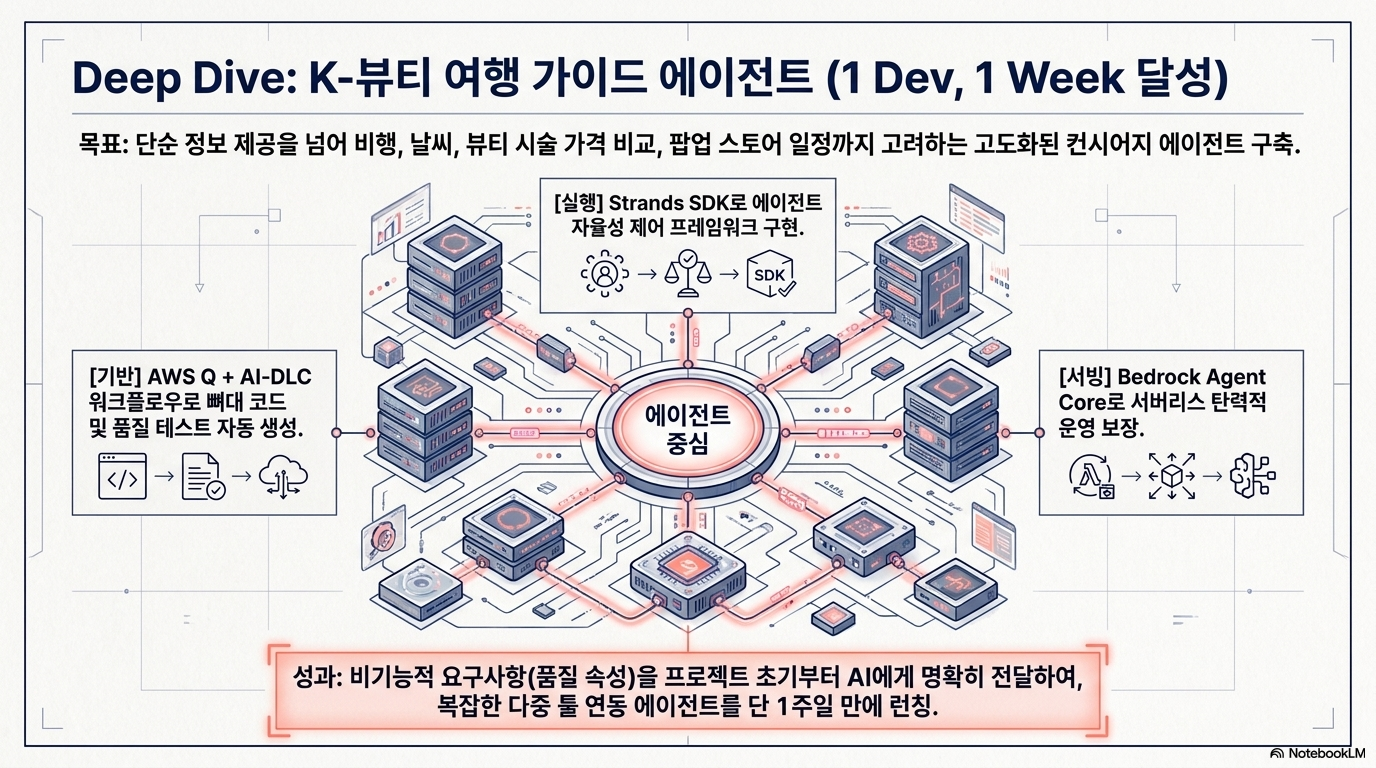 Deep Dive: K-뷰티 여행 가이드 에이전트 (1 Dev, 1 Week 달성)
목표: 단순 정보 제공을 넘어 비행, 날씨, 뷰티 시술 가격 비교, 팝업 스토어 일정까지 고려하는 고도화된 컨시어지 에이전트 구축.
[실행] Strands SDK로 에이전트
자율성 제어 프레임워크 구현.
SDK
[기반] AWS Q + AI-DLC
워크플로우로 뼈대 코드
및 품질 테스트 자동 생성.
</>
에이전트
중심
[서빙] Bedrock Agent
Core로 서버리스 탄력적
운영 보장.
성과: 비기능적 요구사항(품질 속성)을 프로젝트 초기부터 AI에게 명확히 전달하여,
복잡한 다중 툴 연동 에이전트를 단 1주일 만에 런칭.
NotebookLM